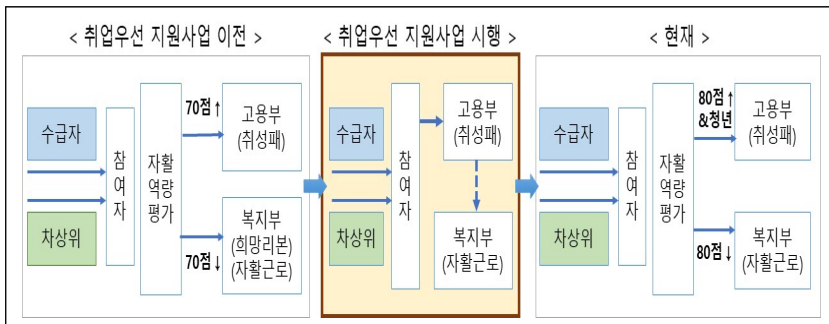 < 취업우선 지원사업 이전 >
수급자
차상위
참여자
자활역량평가
70점 ↑
고용부
(취성패)
70점 ↓
복지부
(희망리본)
(자활근로)
< 취업우선 지원사업 시행 >
수급자
차상위
참여자
고용부
(취성패)
복지부
(자활근로)
< 현재 >
수급자
차상위
참여자
자활역량평가
80점 ↑
&청년
고용부
(취성패)
80점 ↓
복지부
(자활근로)